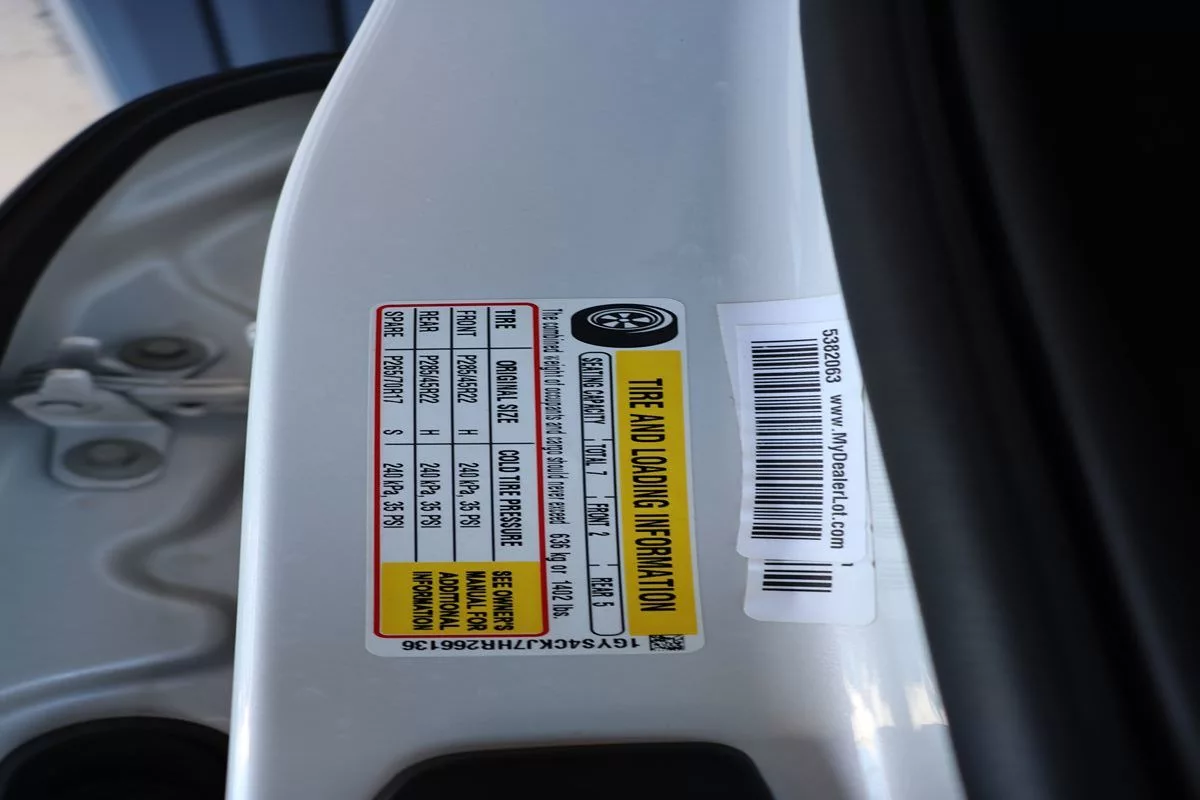 TIRE AND LOADING INFORMATION
SEATING CAPACITY TOTAL 7 FRONT 2 REAR 5
The combined weight of occupants and cargo should never exceed 636 kg or 1402 lbs.
TIRE ORIGINAL SIZE COLD TIRE PRESSURE
FRONT P285/45R22 H 240 kPa, 35 PSI
REAR P285/45R22 H 240 kPa, 35 PSI
SPARE P265/70R17 S 240 kPa, 35 PSI
SEE OWNER'S
MANUAL FOR
ADDITIONAL
INFORMATION
1GYS4CKJ7HR266136
5382063 www.MyDealerLot.com